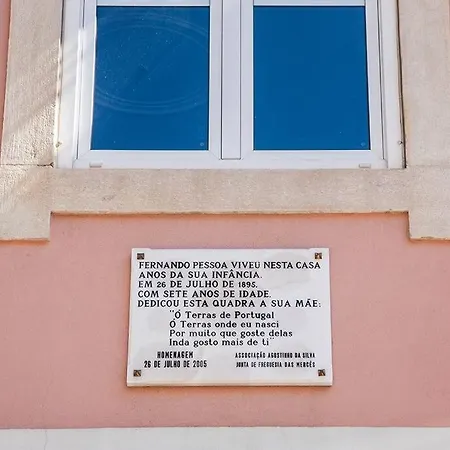 FERNANDO PESSOA VIVEU NESTA CASA
ANOS DA SUA INFÂNCIA.
EM 26 DE JULHO DE 1895,
COM SETE ANOS DE IDADE,
DEDICOU ESTA QUADRA A SUA MÃE:
"Ó Terras de Portugal
Ó Terras onde eu nasci
Por muito que goste delas
Inda gosto mais de ti"
HOMENAGEM
26 DE JULHO DE 2005
ASSOCIAÇÃO AGOSTINHO DA SILVA
JUNTA DE FREGUESIA DAS MERCÊS